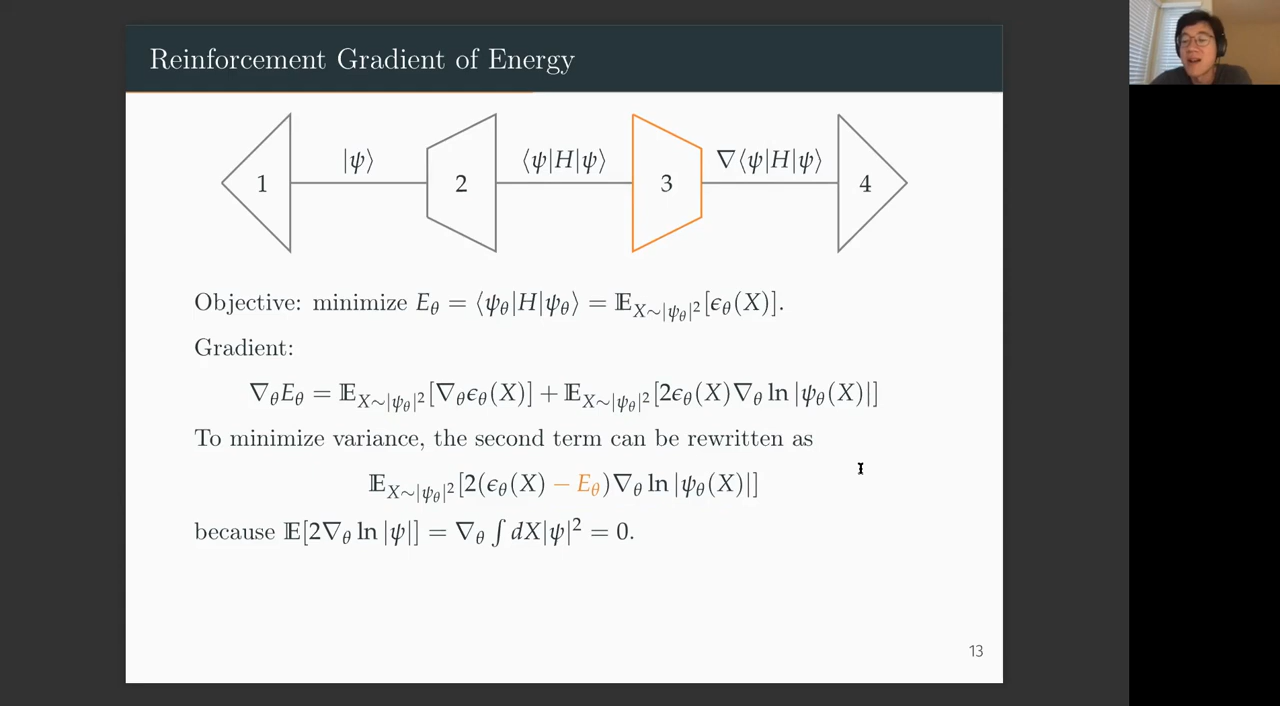 Reinforcement Gradient of Energy
1 |ψ⟩ 2 ⟨ψ|H|ψ⟩ 3 ∇⟨ψ|H|ψ⟩ 4
Objective: minimize E_θ = ⟨ψ_θ|H|ψ_θ⟩ = 𝔼_{X∼|ψ_θ|²}[ϵ_θ(X)].
Gradient:
∇_θE_θ = 𝔼_{X∼|ψ_θ|²}[∇_θϵ_θ(X)] + 𝔼_{X∼|ψ_θ|²}[2ϵ_θ(X)∇_θ ln|ψ_θ(X)|]
To minimize variance, the second term can be rewritten as
𝔼_{X∼|ψ_θ|²}[2(ϵ_θ(X) − E_θ)∇_θ ln|ψ_θ(X)|]
because 𝔼[2∇_θ ln|ψ|] = ∇_θ ∫ dX|ψ|² = 0.
13